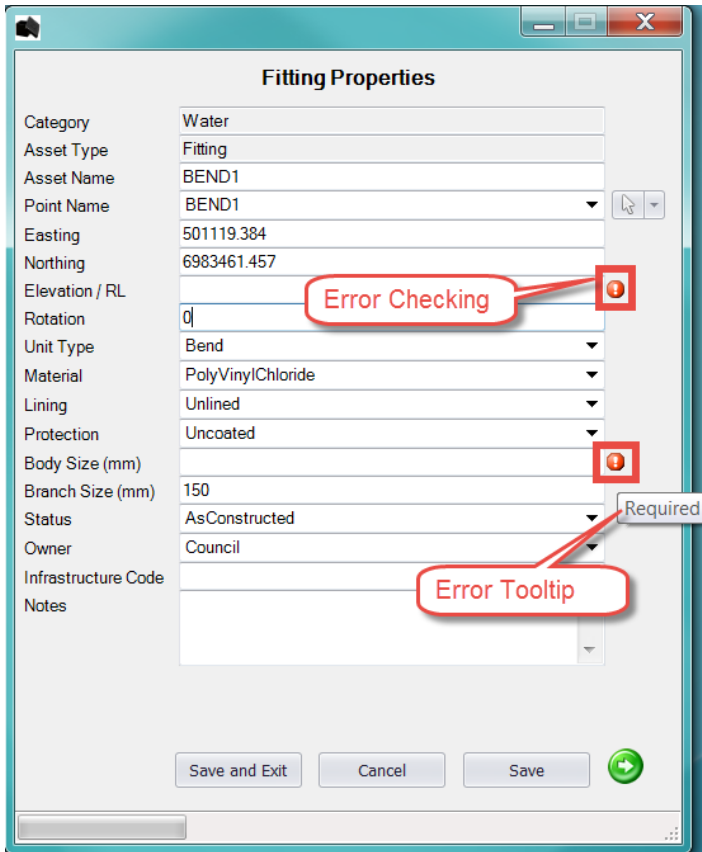 Fitting Properties
Category Water
Asset Type Fitting
Asset Name BEND1
Point Name BEND1
Easting 501119.384
Northing 6983461.457
Elevation / RL
Error Checking
Rotation 0
Unit Type Bend
Material PolyVinylChloride
Lining Unlined
Protection Uncoated
Body Size (mm)
Branch Size (mm) 150
Required
Status AsConstructed
Owner Council
Infrastructure Code
Error Tooltip
Notes
Save and Exit Cancel Save